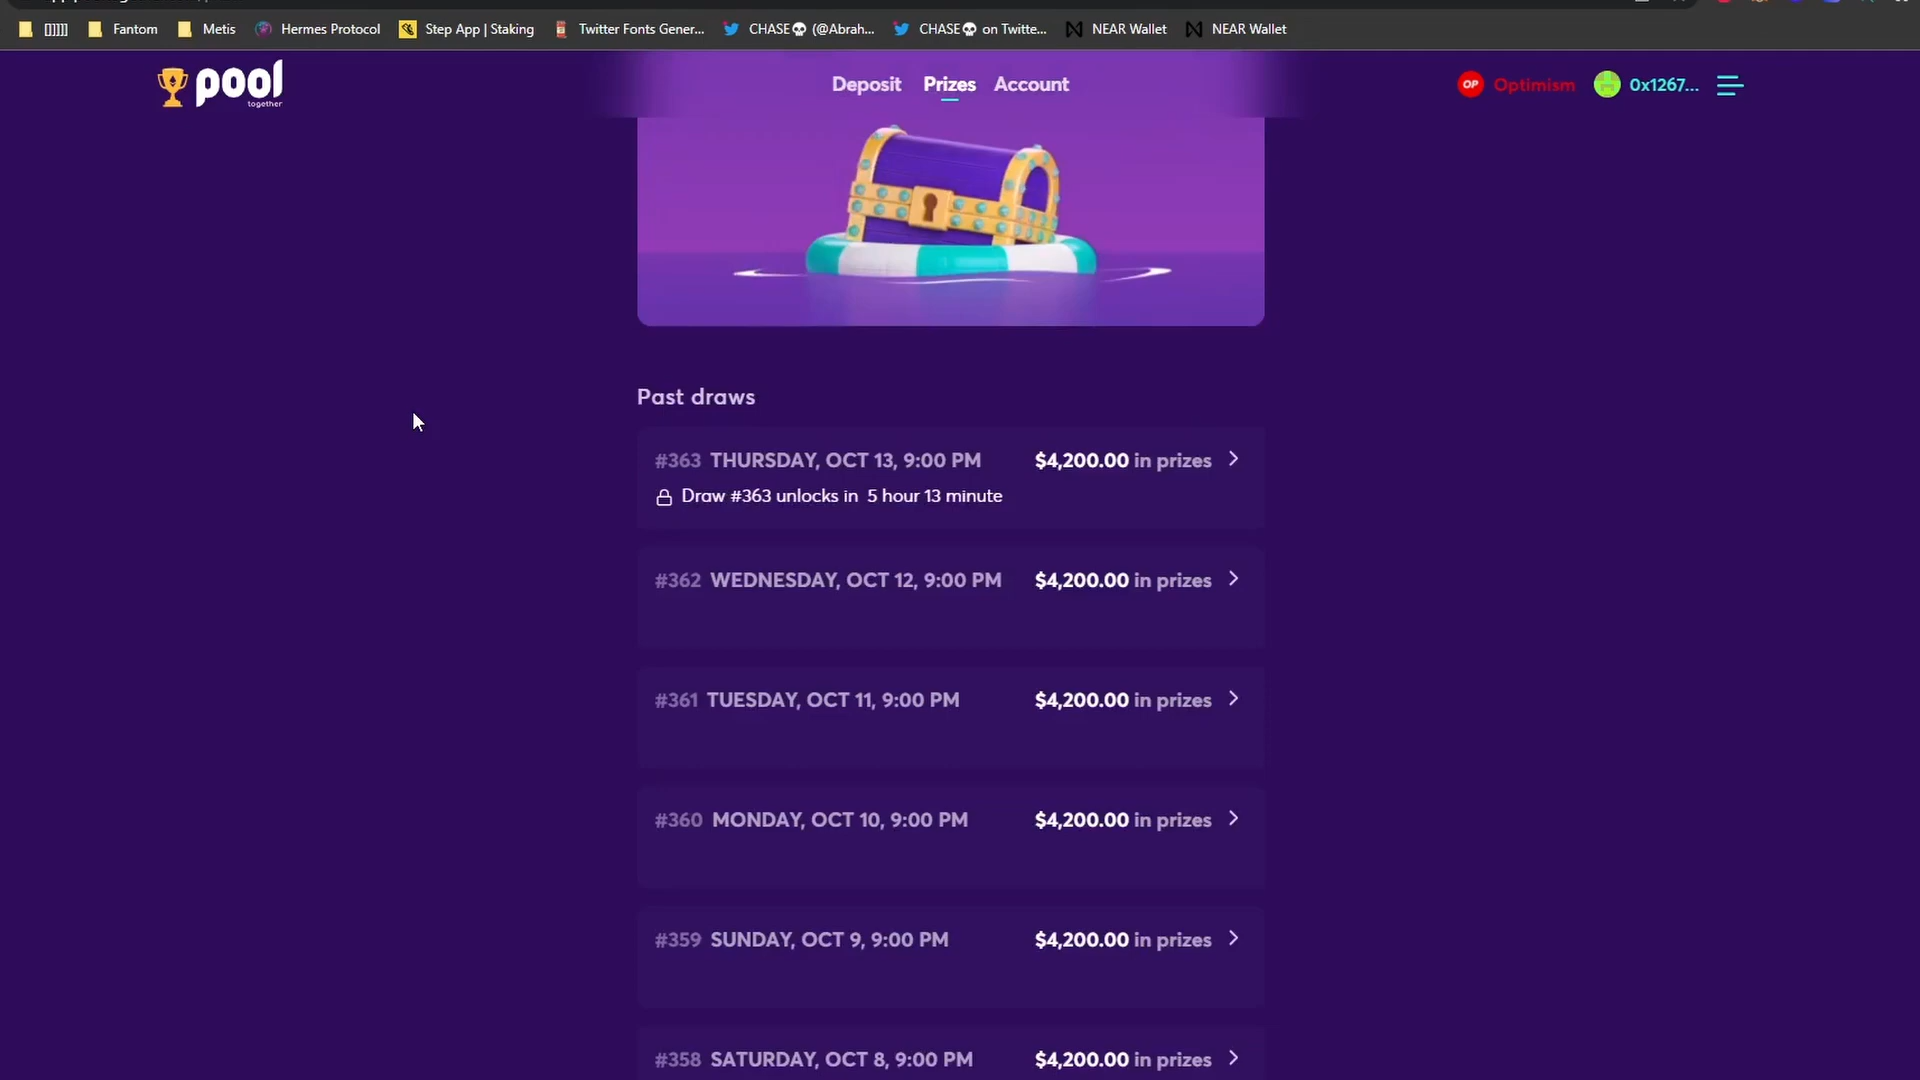 []]]]]
Fantom
Metis
Hermes Protocol
Step App | Staking
Twitter Fonts Gener...
CHASE💀 (@Abrah...
CHASE💀 on Twitte...
NEAR Wallet
NEAR Wallet
pool
together
Deposit
Prizes
Account
OP
Optimism
0x1267...
Past draws
#363 THURSDAY, OCT 13, 9:00 PM
$4,200.00 in prizes
Draw #363 unlocks in 5 hour 13 minute
#362 WEDNESDAY, OCT 12, 9:00 PM
$4,200.00 in prizes
#361 TUESDAY, OCT 11, 9:00 PM
$4,200.00 in prizes
#360 MONDAY, OCT 10, 9:00 PM
$4,200.00 in prizes
#359 SUNDAY, OCT 9, 9:00 PM
$4,200.00 in prizes
#358 SATURDAY, OCT 8, 9:00 PM
$4,200.00 in prizes